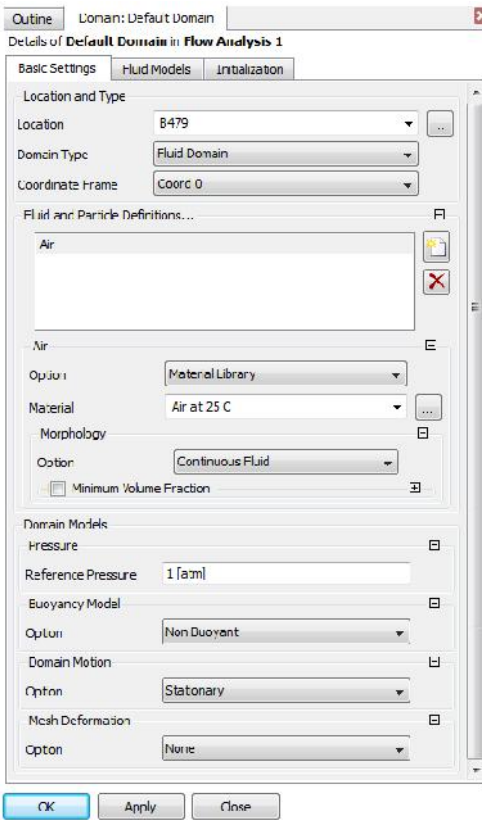 Outline Domain: Default Domain
Details of Default Domain in Flow Analysis 1
Basic Settings Fluid Models Initialization
Location and Type
Location B479 ...
Domain Type Fluid Domain
Coordinate Frame Coord 0
Fluid and Particle Definitions...
Air
Air
Option Material Library
Material Air at 25 C ...
Morphology
Option Continuous Fluid
Minimum Volume Fraction
Domain Models
Pressure
Reference Pressure 1 [atm]
Buoyancy Model
Option Non Buoyant
Domain Motion
Option Stationary
Mesh Deformation
Option None
OK Apply Close